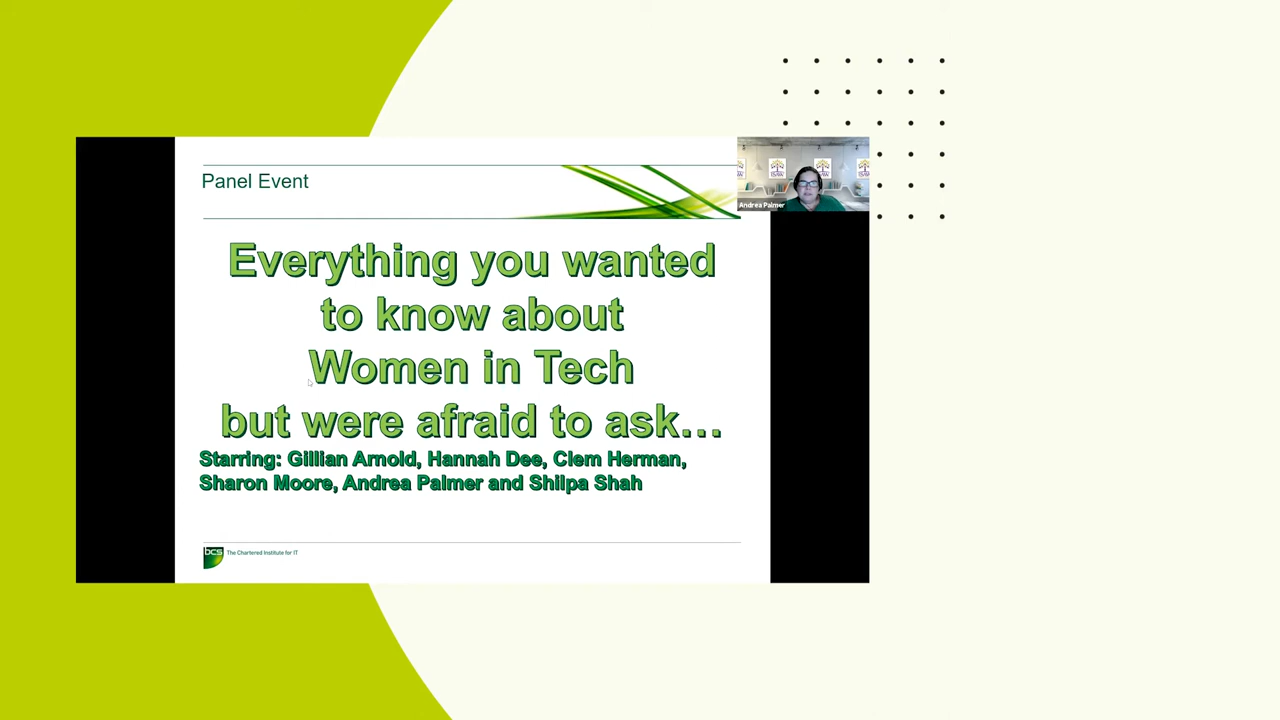 Panel Event
Andrea Palmer
Everything you wanted
to know about
Women in Tech
but were afraid to ask...
Starring: Gillian Arnold, Hannah Dee, Clem Herman,
Sharon Moore, Andrea Palmer and Shilpa Shah
bcs
The Chartered Institute for IT